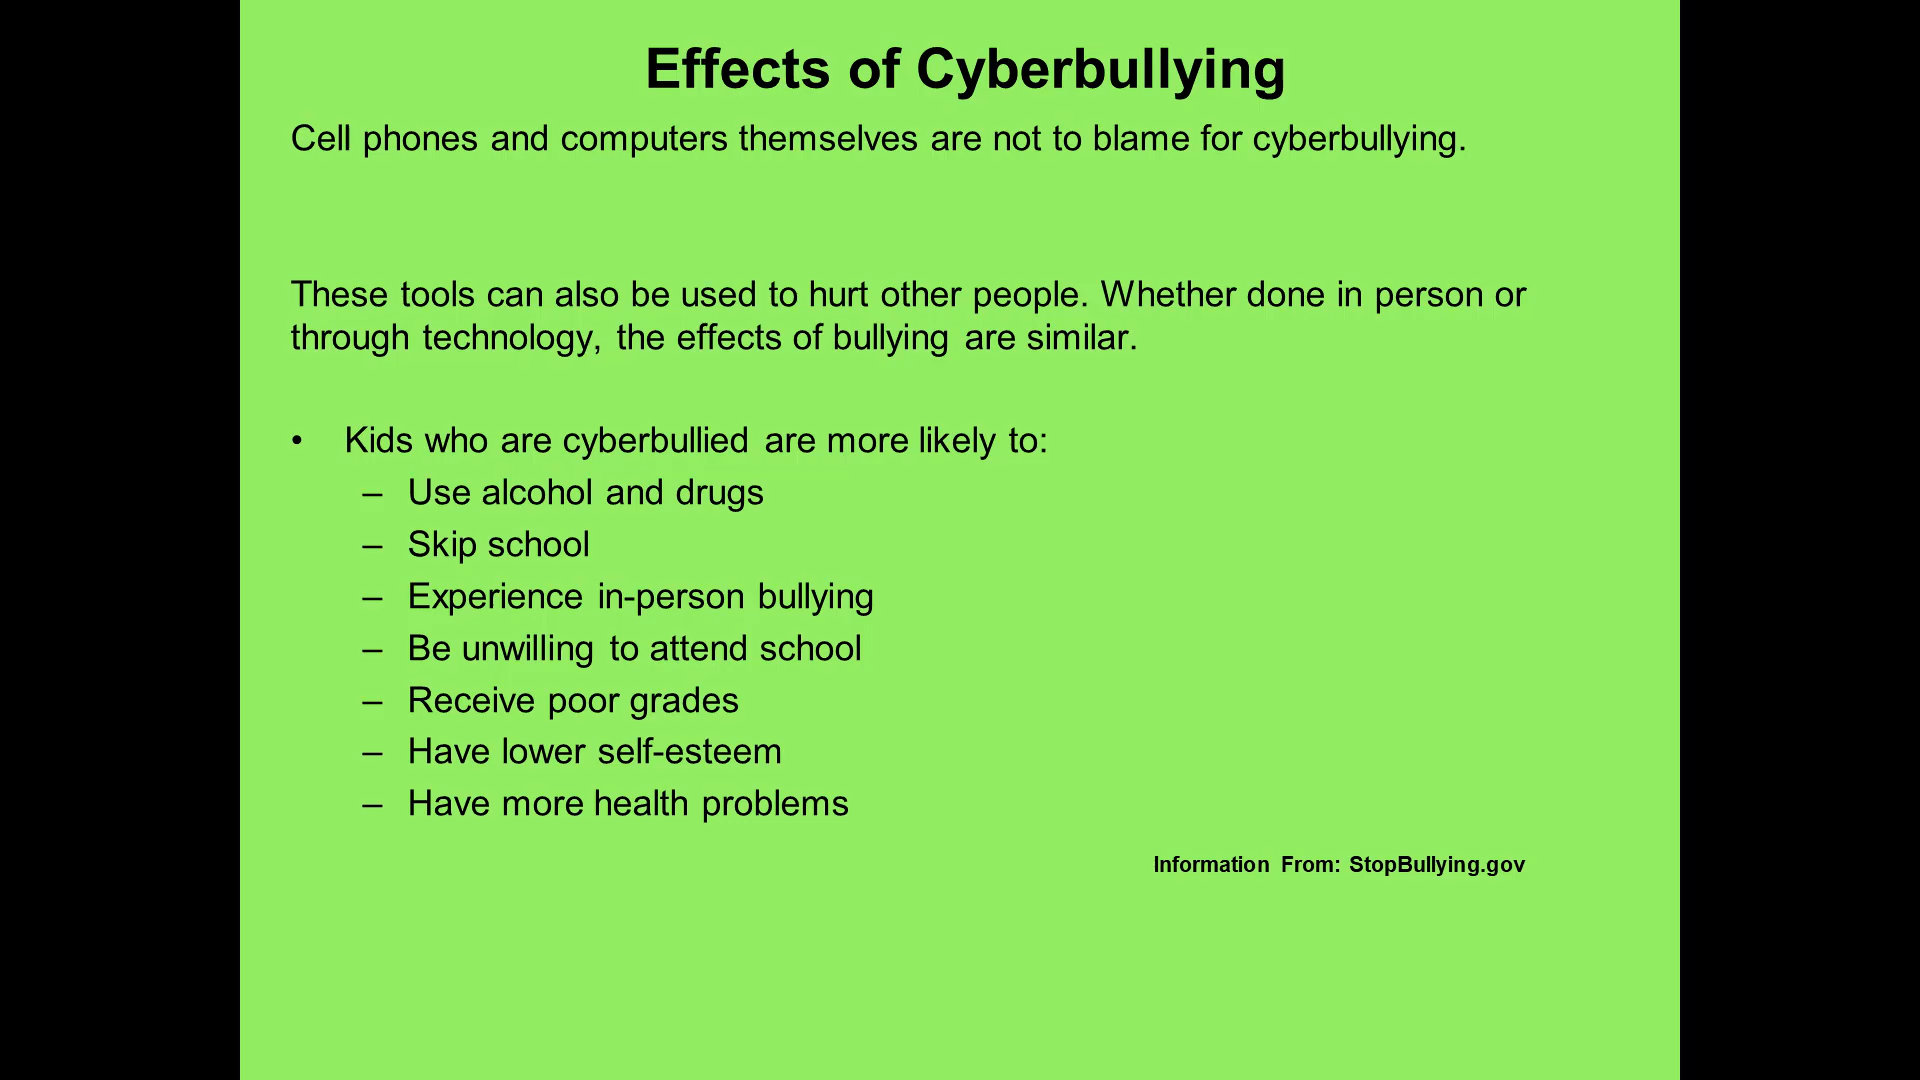 Effects of Cyberbullying
Cell phones and computers themselves are not to blame for cyberbullying.
These tools can also be used to hurt other people. Whether done in person or
through technology, the effects of bullying are similar.
• Kids who are cyberbullied are more likely to:
– Use alcohol and drugs
– Skip school
– Experience in-person bullying
– Be unwilling to attend school
– Receive poor grades
– Have lower self-esteem
– Have more health problems
Information From: StopBullying.gov